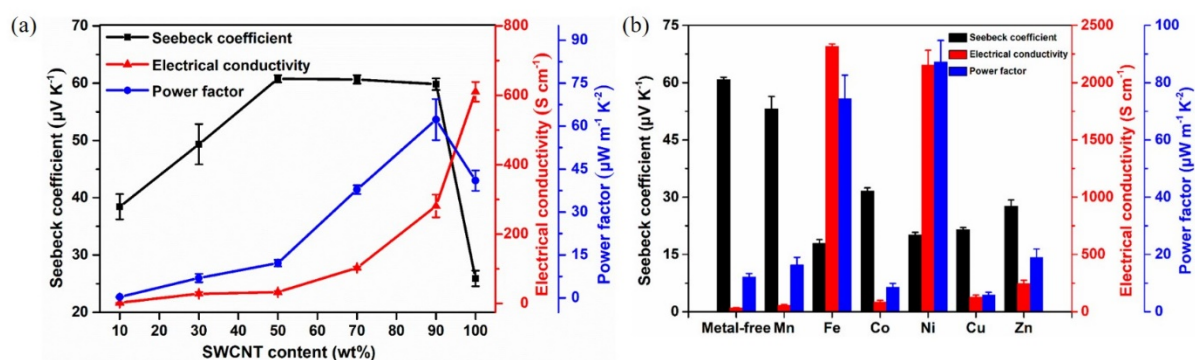 (a)
Seebeck coefficient
Electrical conductivity
Power factor
Seebeck coefficient (µV K⁻¹)
70
60
50
40
30
20
10 20 30 40 50 60 70 80 90 100
SWCNT content (wt%)
800
600
400
200
0
Electrical conductivity (S cm⁻¹)
90
75
60
45
30
15
0
Power factor (µW m⁻¹ K⁻²)
(b)
Seebeck coefficient
Electrical conductivity
Power factor
Seebeck coefficient (µV K⁻¹)
75
60
45
30
15
0
Metal-free Mn Fe Co Ni Cu Zn
2500
2000
1500
1000
500
0
Electrical conductivity (S cm⁻¹)
100
80
60
40
20
0
Power factor (µW m⁻¹ K⁻²)